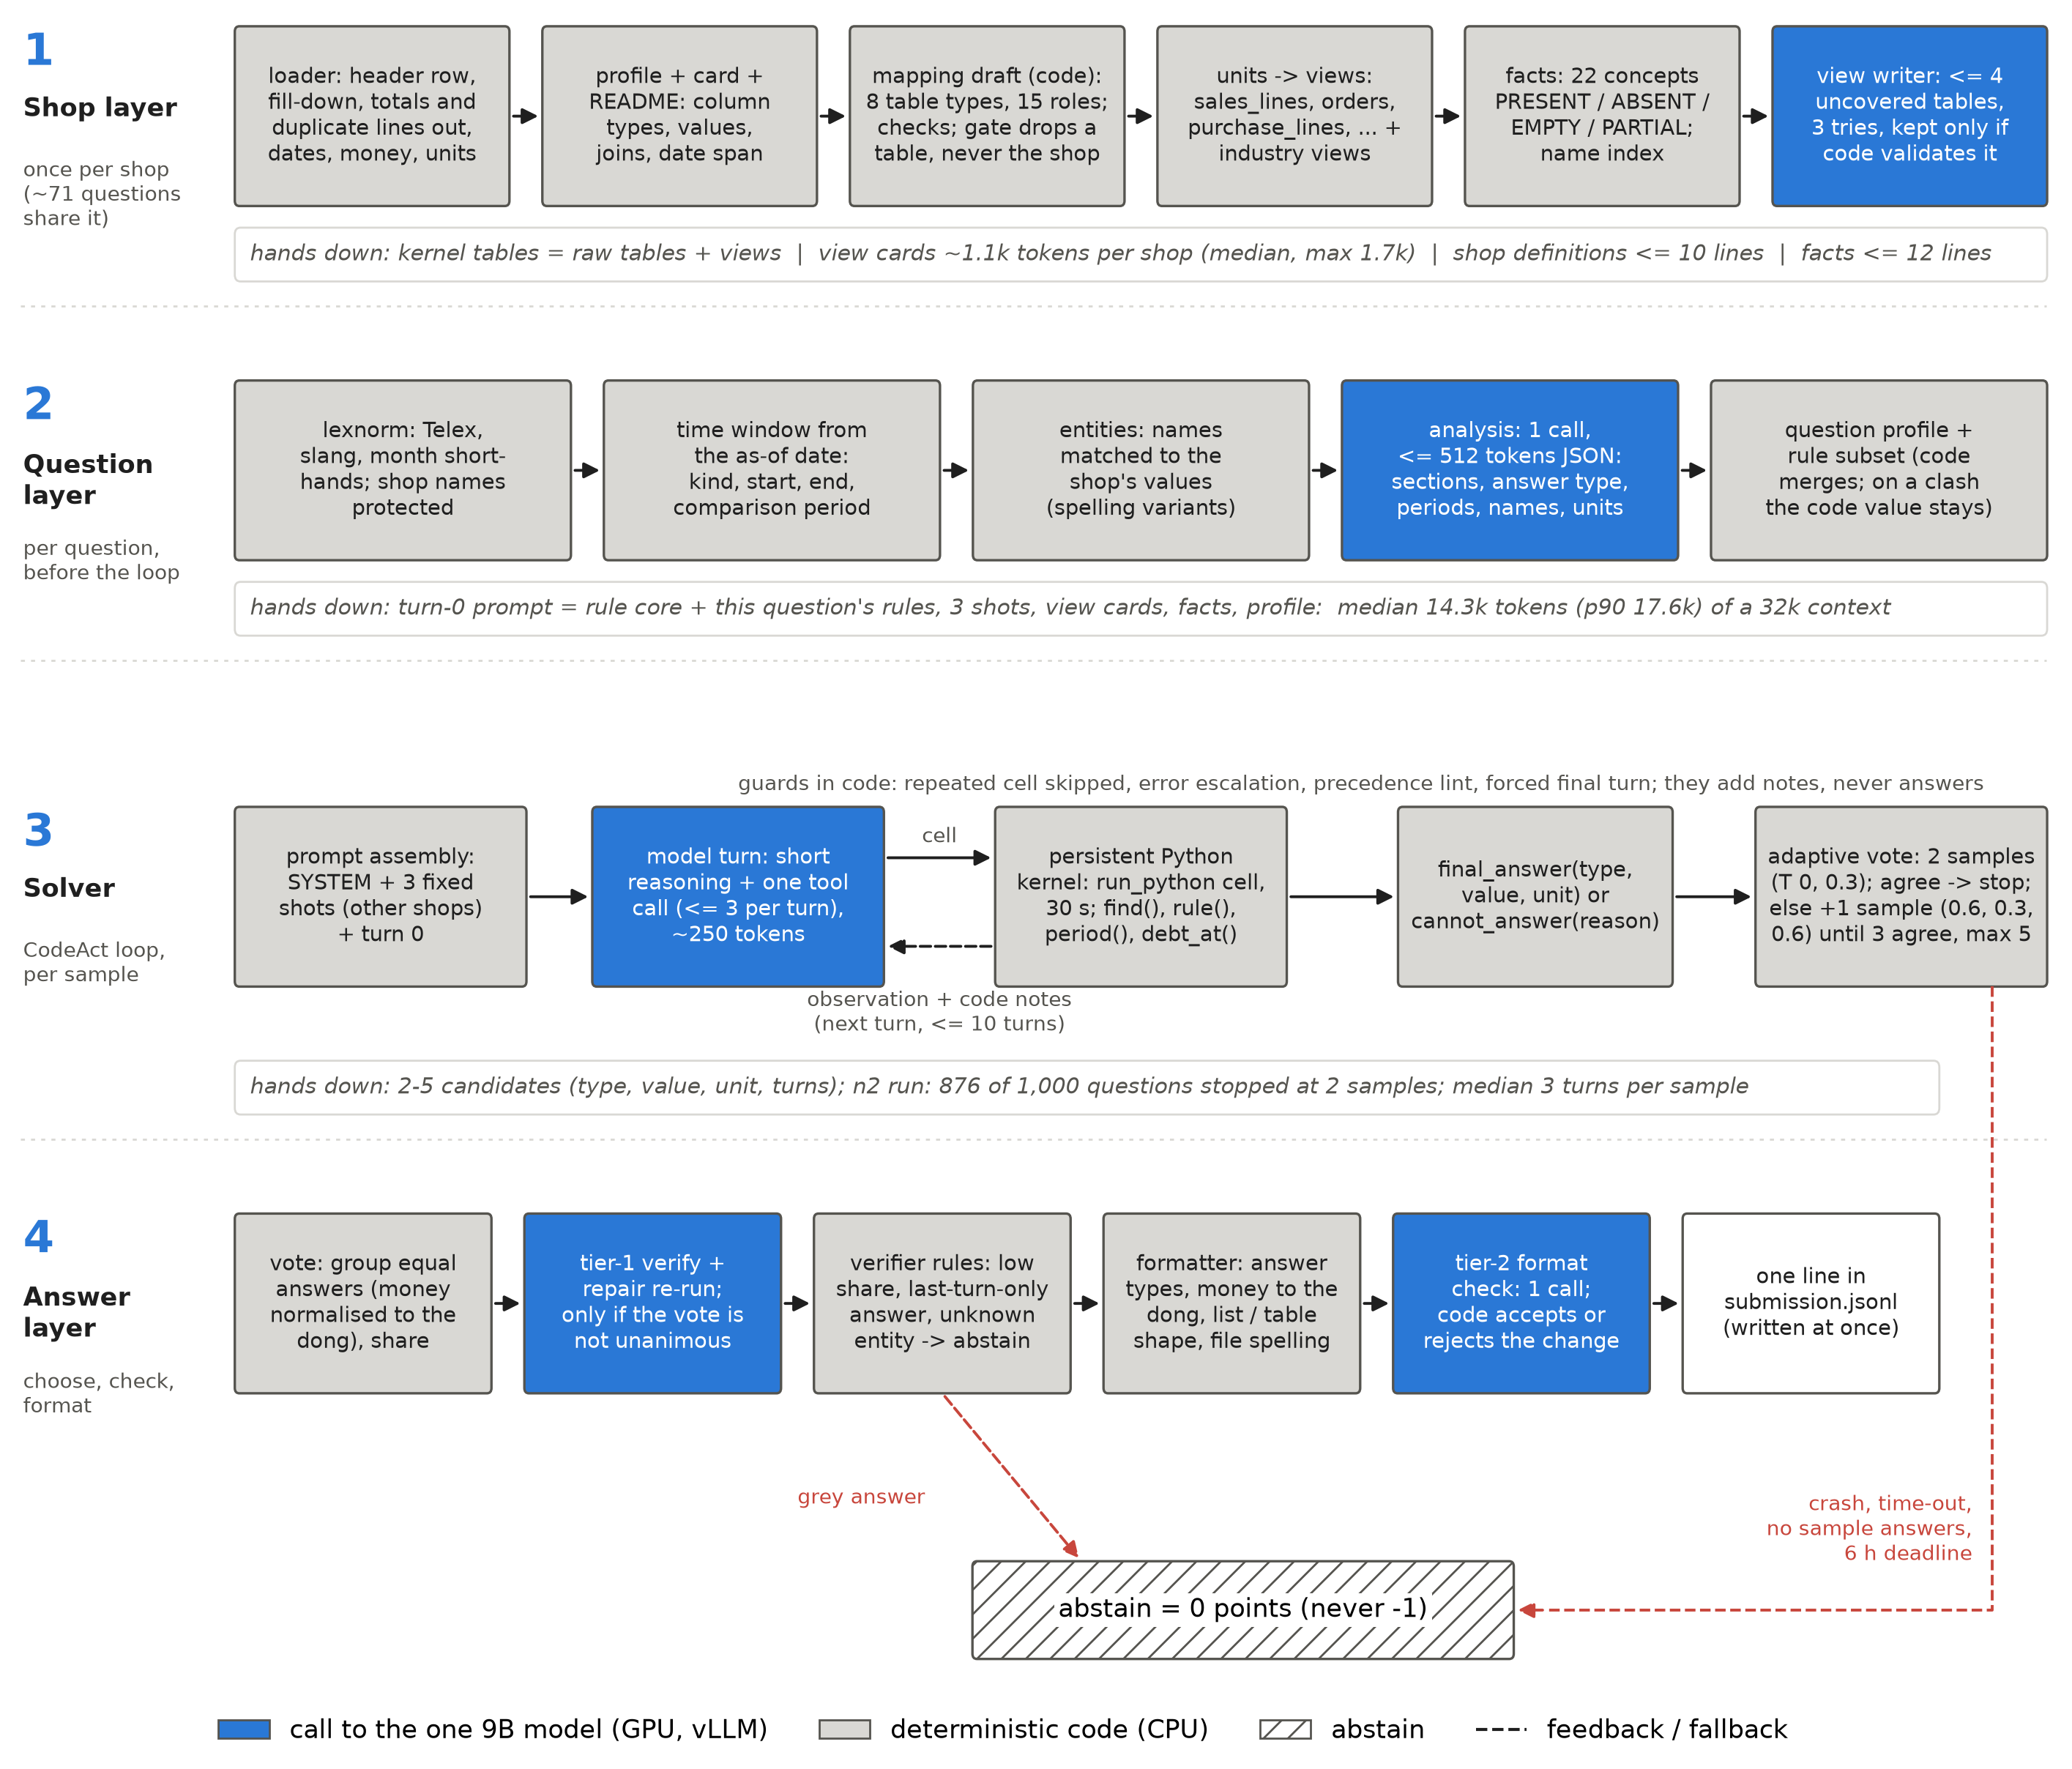 1
Shop layer
once per shop
(~71 questions
share it)
loader: header row,
fill-down, totals and
duplicate lines out,
dates, money, units
profile + card +
README: column
types, values,
joins, date span
mapping draft (code):
8 table types, 15 roles;
checks; gate drops a
table, never the shop
units -> views:
sales_lines, orders,
purchase_lines, ... +
industry views
facts: 22 concepts
PRESENT / ABSENT /
EMPTY / PARTIAL;
name index
view writer: <= 4
uncovered tables,
3 tries, kept only if
code validates it
hands down: kernel tables = raw tables + views | view cards ~1.1k tokens per shop (median, max 1.7k) | shop definitions <= 10 lines | facts <= 12 lines
2
Question
layer
per question,
before the loop
lexnorm: Telex,
slang, month short-
hands; shop names
protected
time window from
the as-of date:
kind, start, end,
comparison period
entities: names
matched to the
shop's values
(spelling variants)
analysis: 1 call,
<= 512 tokens JSON:
sections, answer type,
periods, names, units
question profile +
rule subset (code
merges; on a clash
the code value stays)
hands down: turn-0 prompt = rule core + this question's rules, 3 shots, view cards, facts, profile: median 14.3k tokens (p90 17.6k) of a 32k context
guards in code: repeated cell skipped, error escalation, precedence lint, forced final turn; they add notes, never answers
3
Solver
CodeAct loop,
per sample
prompt assembly:
SYSTEM + 3 fixed
shots (other shops)
+ turn 0
model turn: short
reasoning + one tool
call (<= 3 per turn),
~250 tokens
cell
persistent Python
kernel: run_python cell,
30 s; find(), rule(),
period(), debt_at()
final_answer(type,
value, unit) or
cannot_answer(reason)
adaptive vote: 2 samples
(T 0, 0.3); agree -> stop;
else +1 sample (0.6, 0.3,
0.6) until 3 agree, max 5
observation + code notes
(next turn, <= 10 turns)
hands down: 2-5 candidates (type, value, unit, turns); n2 run: 876 of 1,000 questions stopped at 2 samples; median 3 turns per sample
4
Answer
layer
choose, check,
format
vote: group equal
answers (money
normalised to the
dong), share
tier-1 verify +
repair re-run;
only if the vote is
not unanimous
verifier rules: low
share, last-turn-only
answer, unknown
entity -> abstain
formatter: answer
types, money to the
dong, list / table
shape, file spelling
tier-2 format
check: 1 call;
code accepts or
rejects the change
one line in
submission.jsonl
(written at once)
grey answer
crash, time-out,
no sample answers,
6 h deadline
abstain = 0 points (never -1)
call to the one 9B model (GPU, vLLM)
deterministic code (CPU)
abstain
feedback / fallback